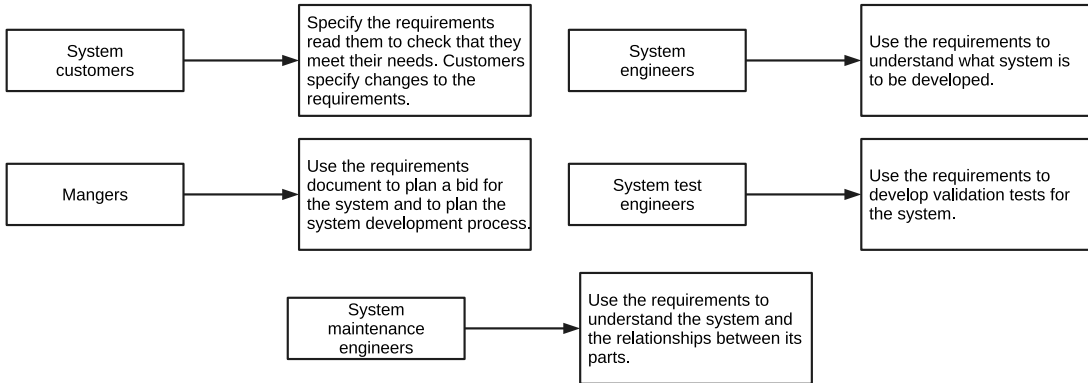 System
customers
Specify the requirements
read them to check that they
meet their needs. Customers
specify changes to the
requirements.
System
engineers
Use the requirements to
understand what system is
to be developed.
Mangers
Use the requirements
document to plan a bid for
the system and to plan the
system development process.
System test
engineers
Use the requirements to
develop validation tests for
the system.
System
maintenance
engineers
Use the requirements to
understand the system and
the relationships between its
parts.